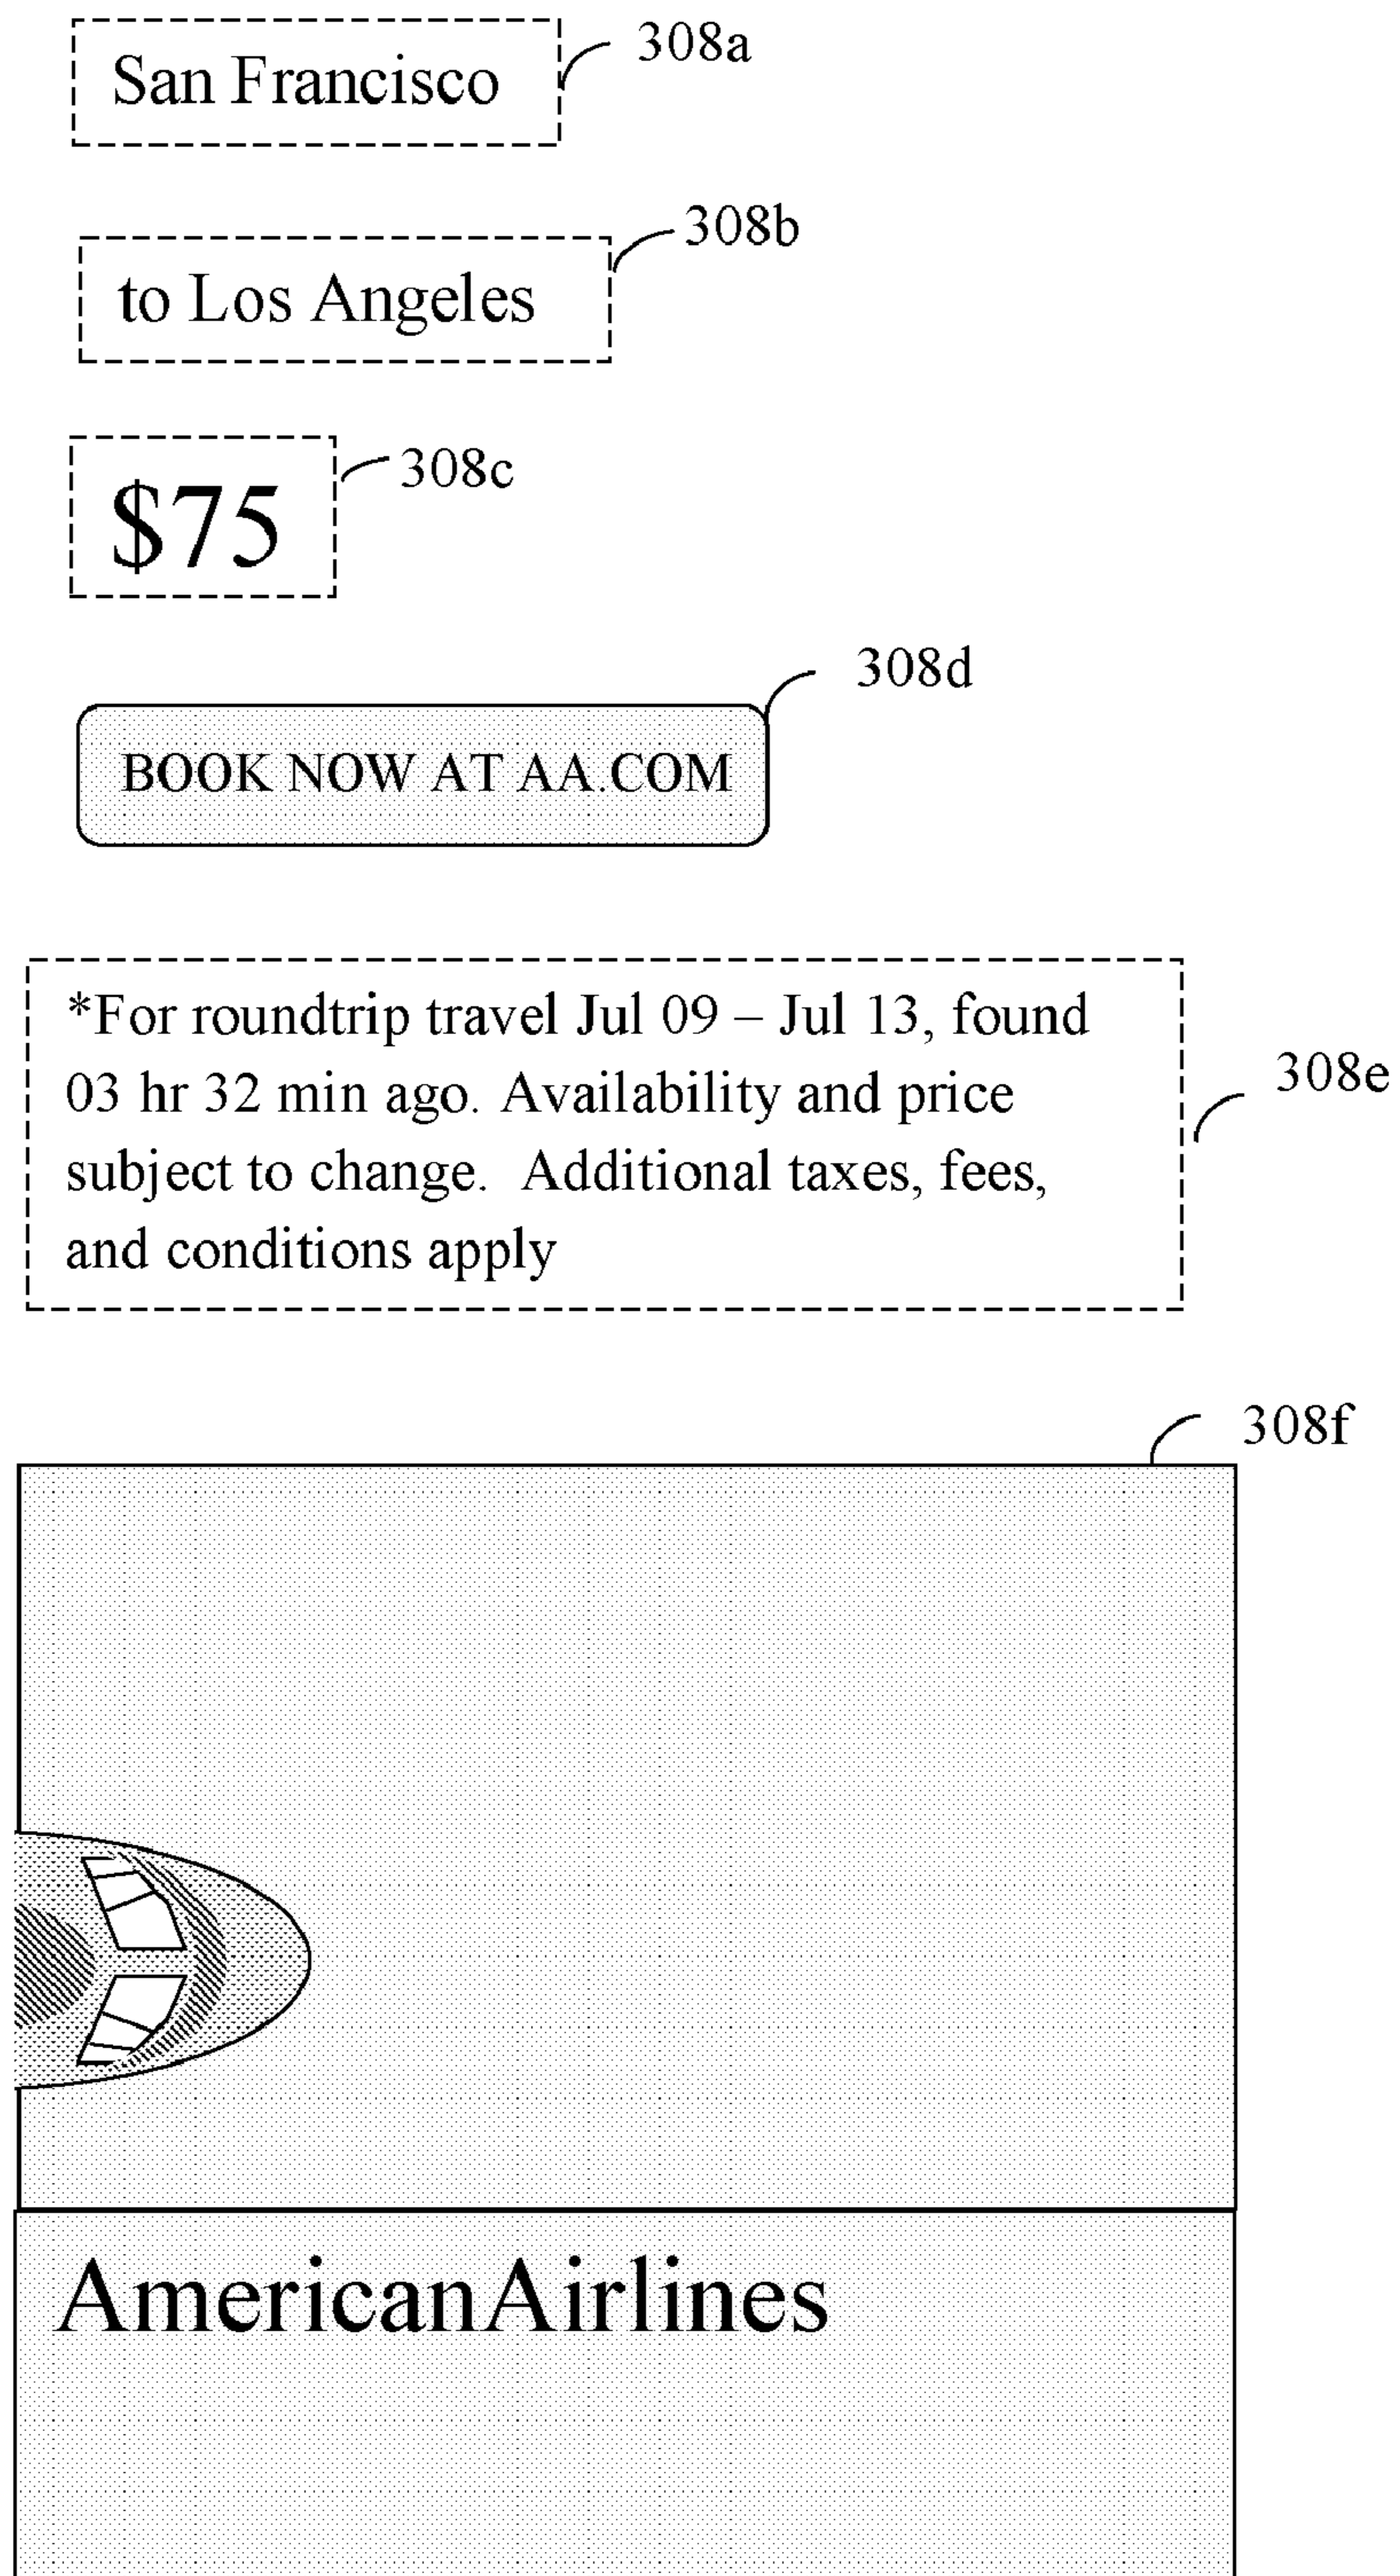 San Francisco
308a
to Los Angeles
308b
$75
308c
308d
BOOK NOW AT AA.COM
*For roundtrip travel Jul 09 – Jul 13, found
03 hr 32 min ago. Availability and price
subject to change. Additional taxes, fees,
and conditions apply
308e
308f
AmericanAirlines